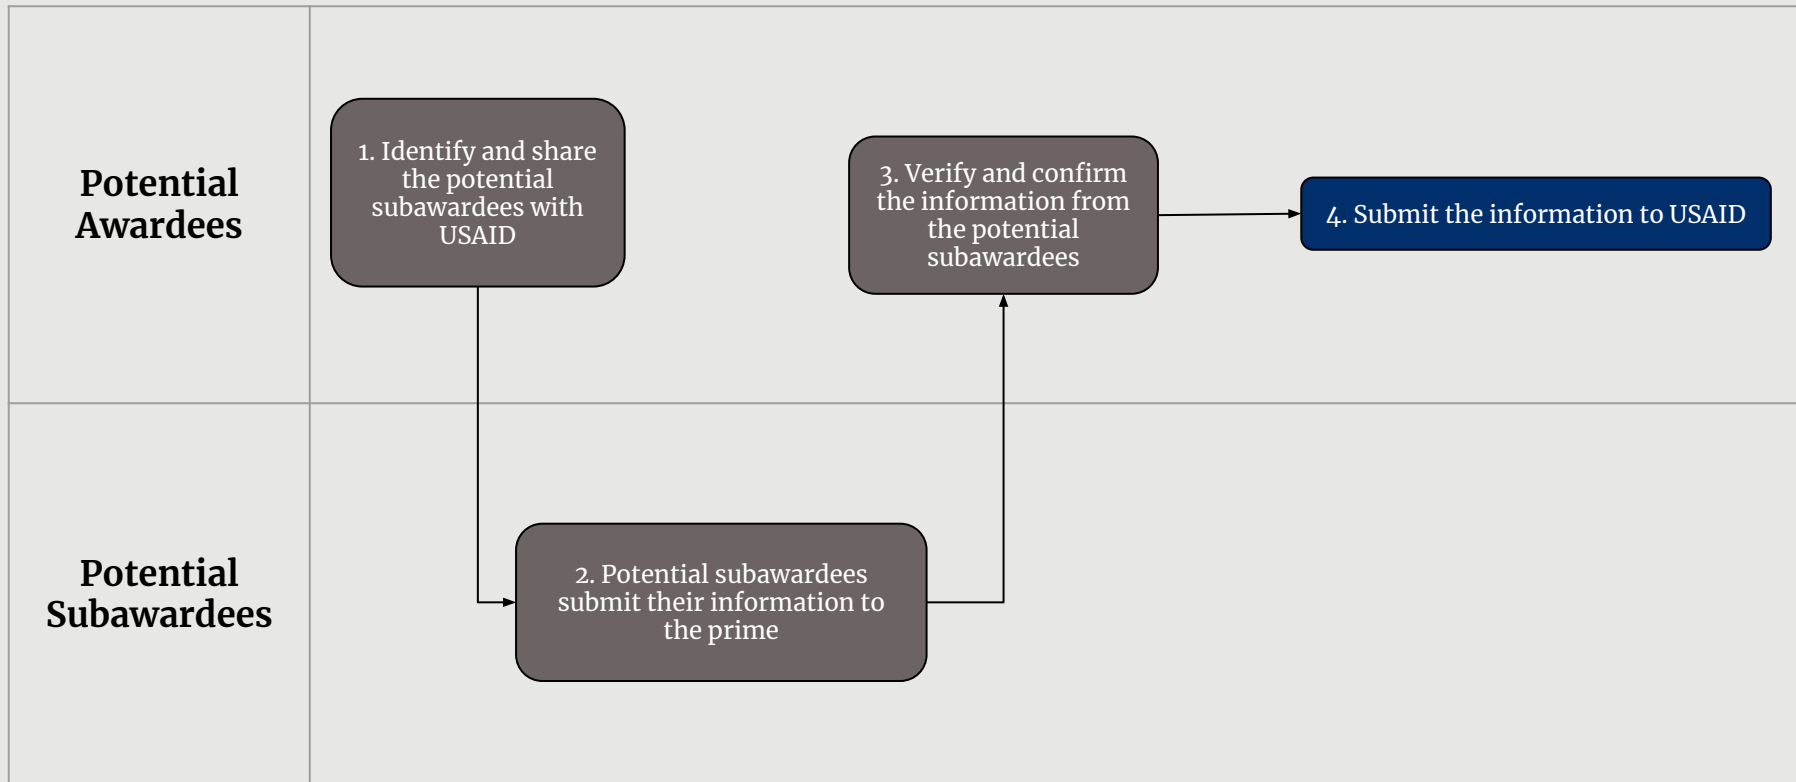 Potential
Awardees
1. Identify and share
the potential
subawardees with
USAID
3. Verify and confirm
the information from
the potential
subawardees
4. Submit the information to USAID
Potential
Subawardees
2. Potential subawardees
submit their information to
the prime